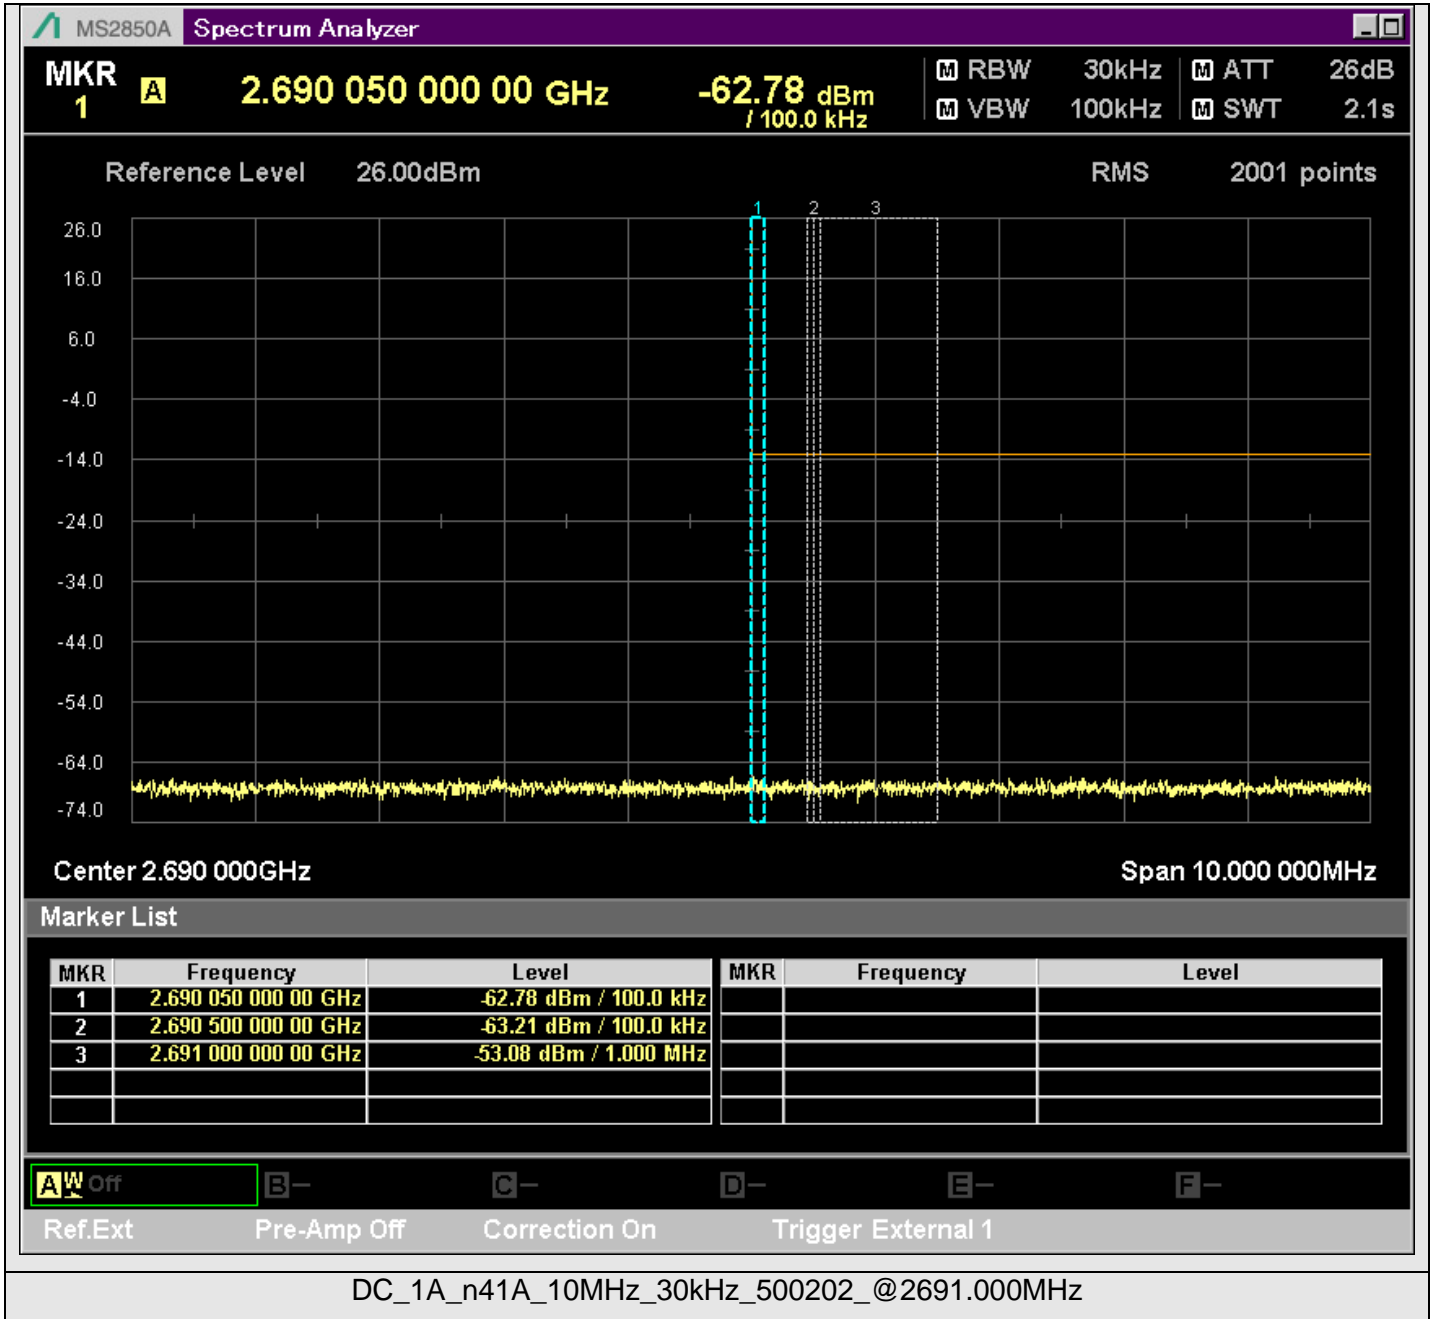 MS2850A Spectrum Analyzer
MKR 1 A 2.690 050 000 00 GHz -62.78 dBm / 100.0 kHz
M RBW 30kHz M ATT 26dB
M VBW 100kHz M SWT 2.1s
Reference Level 26.00dBm RMS 2001 points
1 2 3
26.0
16.0
6.0
-4.0
-14.0
-24.0
-34.0
-44.0
-54.0
-64.0
-74.0
Center 2.690 000GHz Span 10.000 000MHz
Marker List
MKR Frequency Level MKR Frequency Level
1 2.690 050 000 00 GHz -62.78 dBm / 100.0 kHz
2 2.690 500 000 00 GHz -63.21 dBm / 100.0 kHz
3 2.691 000 000 00 GHz -53.08 dBm / 1.000 MHz
A W Off B - C - D - E - F -
Ref.Ext Pre-Amp Off Correction On Trigger External 1
DC_1A_n41A_10MHz_30kHz_500202_@2691.000MHz